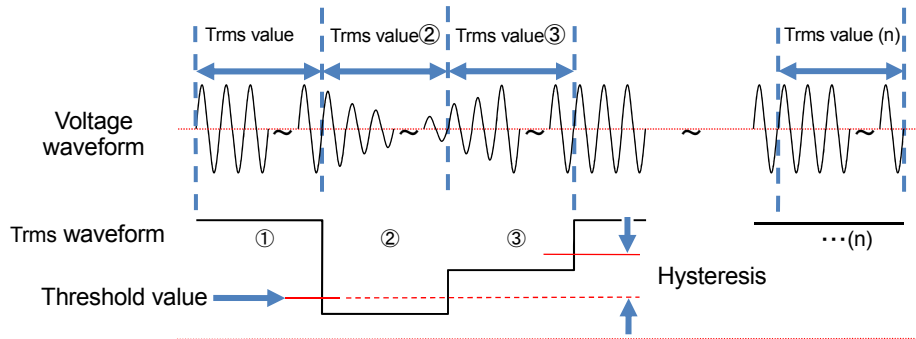 Trms value
Trms value②
Trms value③
Trms value (n)
Voltage
waveform
~
~
~
~
~
Trms waveform
①
②
③
⋯(n)
Threshold value
Hysteresis